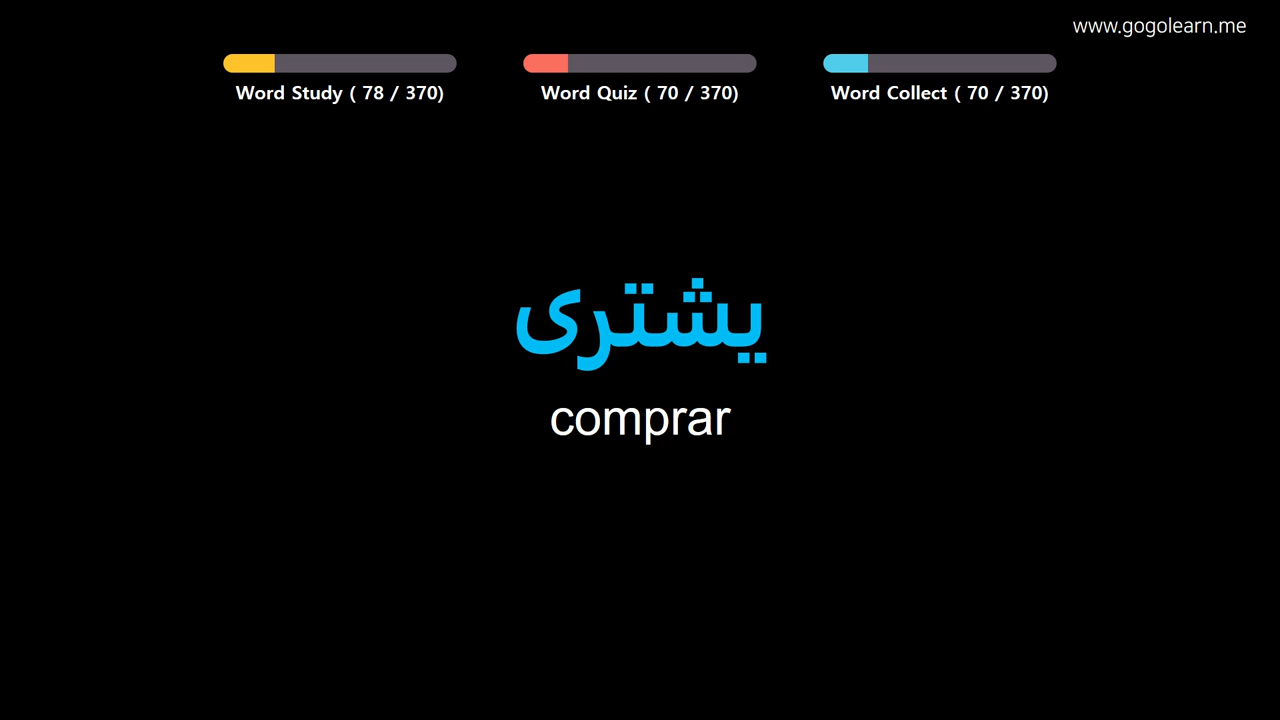 www.gogolearn.me
Word Study ( 78 / 370)
Word Quiz ( 70 / 370)
Word Collect ( 70 / 370)
يشترى
comprar